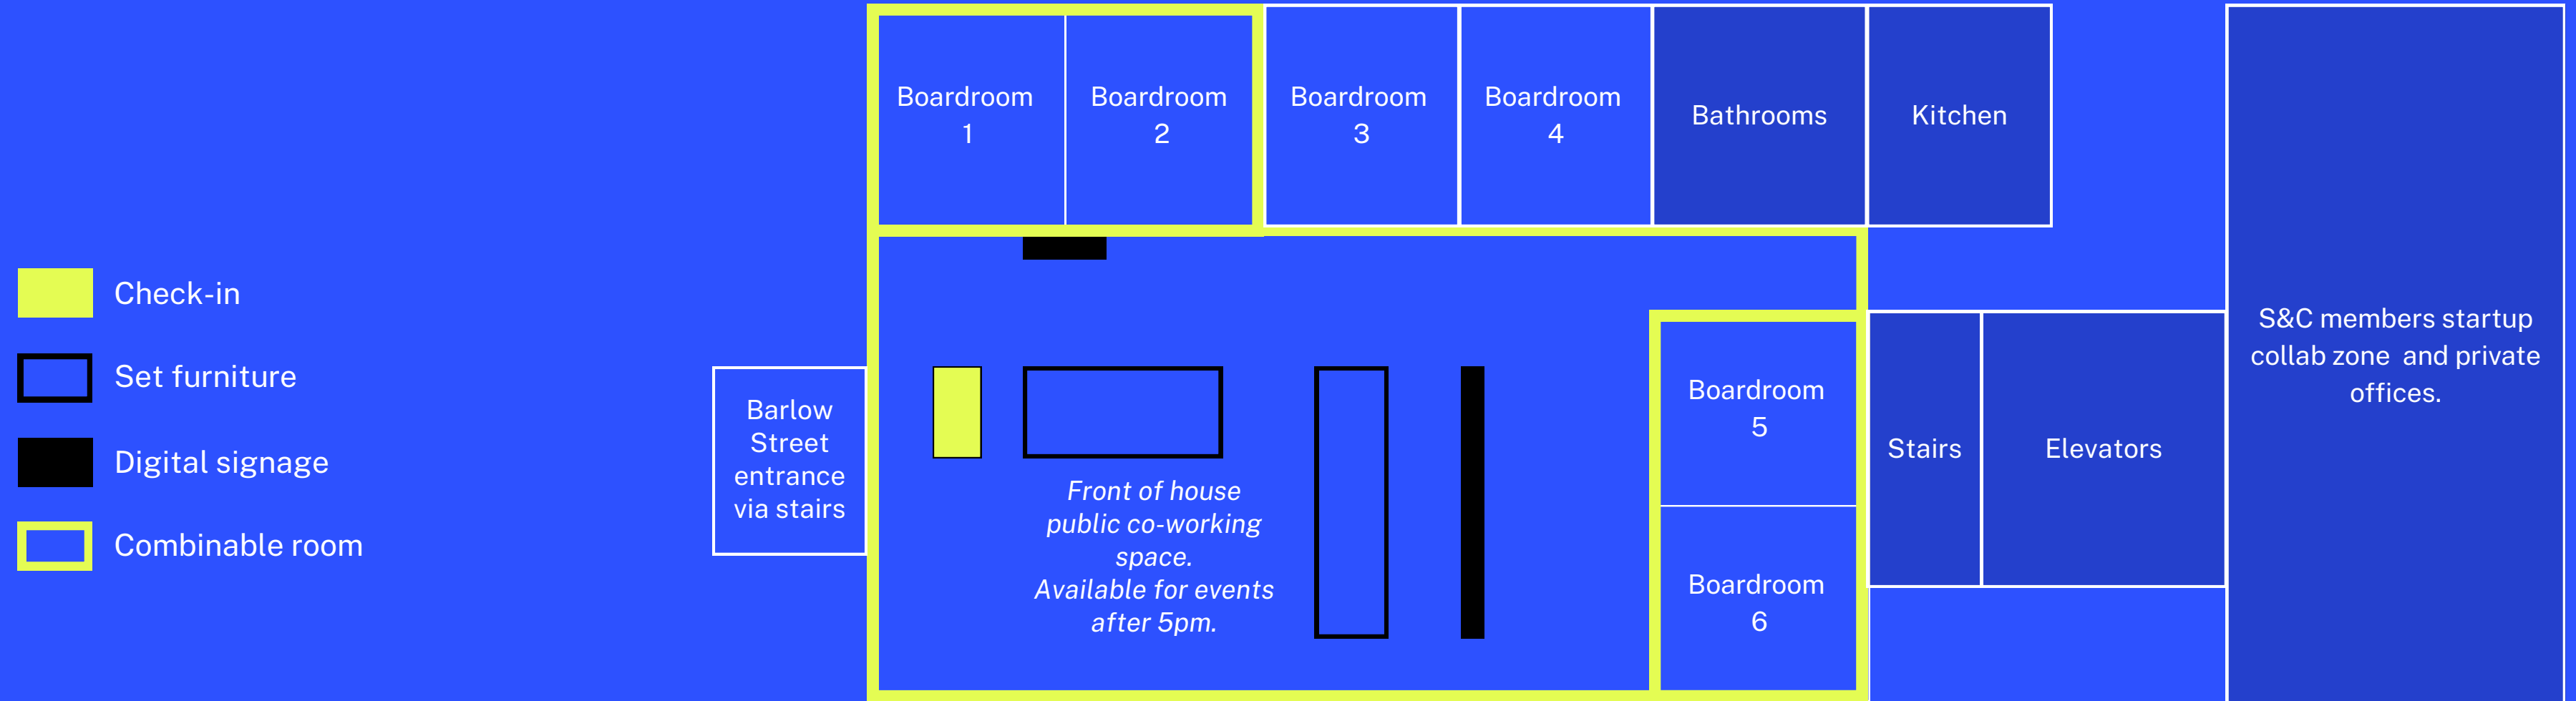 Boardroom
1
Boardroom
2
Boardroom
3
Boardroom
4
Bathrooms
Kitchen
Check-in
Set furniture
Digital signage
Combinable room
Barlow
Street
entrance
via stairs
Front of house
public co-working
space.
Available for events
after 5pm.
Boardroom
5
Boardroom
6
Stairs
Elevators
S&C members startup
collab zone  and private
offices.